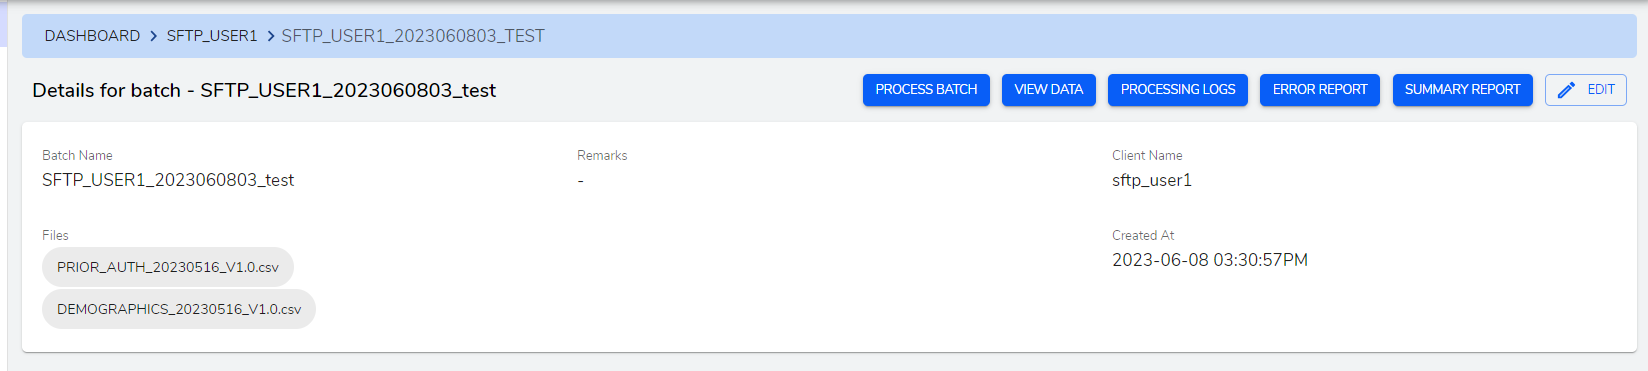 DASHBOARD > SFTP_USER1 > SFTP_USER1_2023060803_TEST
Details for batch - SFTP_USER1_2023060803_test
PROCESS BATCH VIEW DATA PROCESSING LOGS ERROR REPORT SUMMARY REPORT EDIT
Batch Name Remarks Client Name
SFTP_USER1_2023060803_test - sftp_user1
Files Created At
PRIOR_AUTH_20230516_V1.0.csv 2023-06-08 03:30:57PM
DEMOGRAPHICS_20230516_V1.0.csv